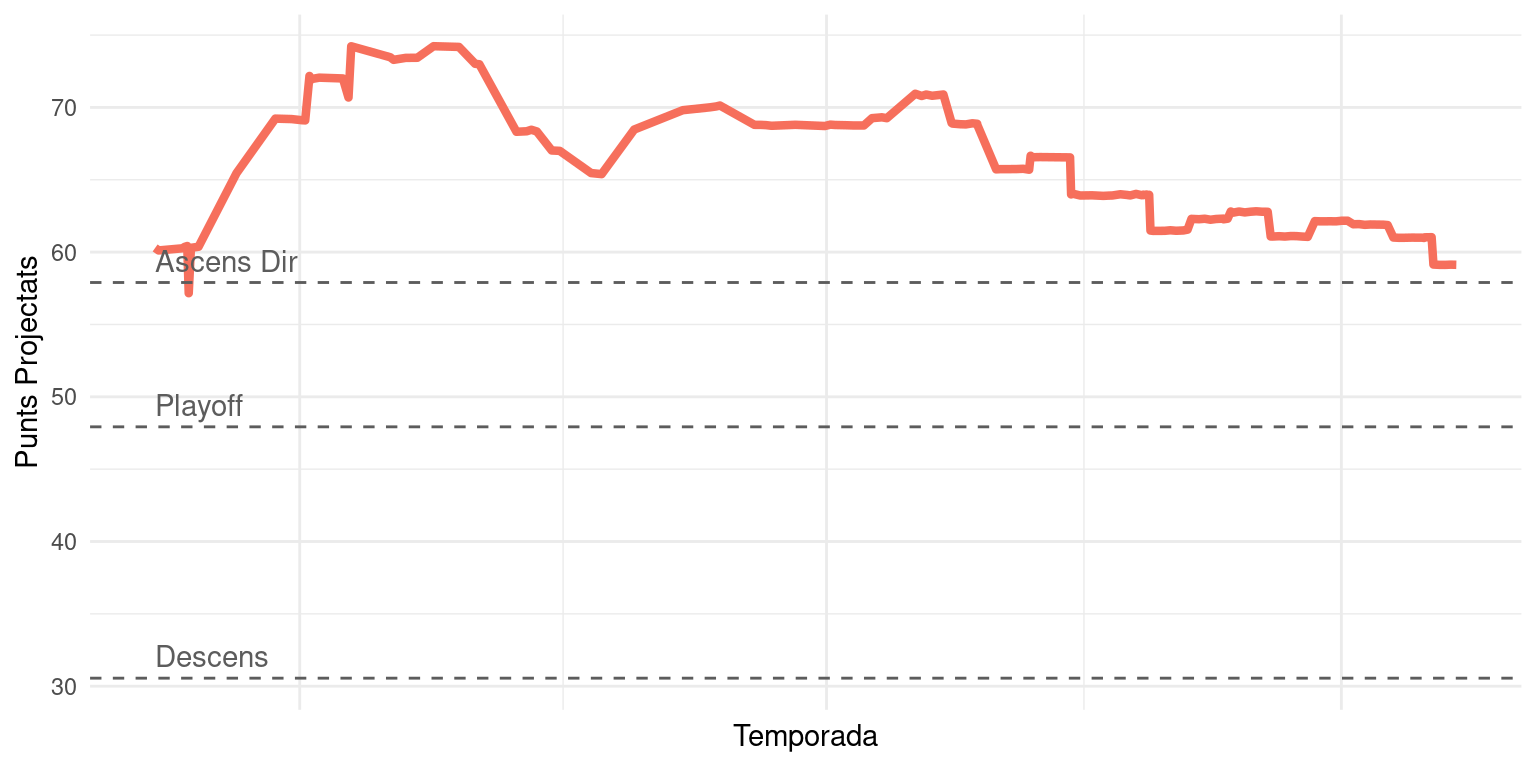 70
60
50
40
30
Punts Projectats
Ascens Dir
Playoff
Descens
Temporada